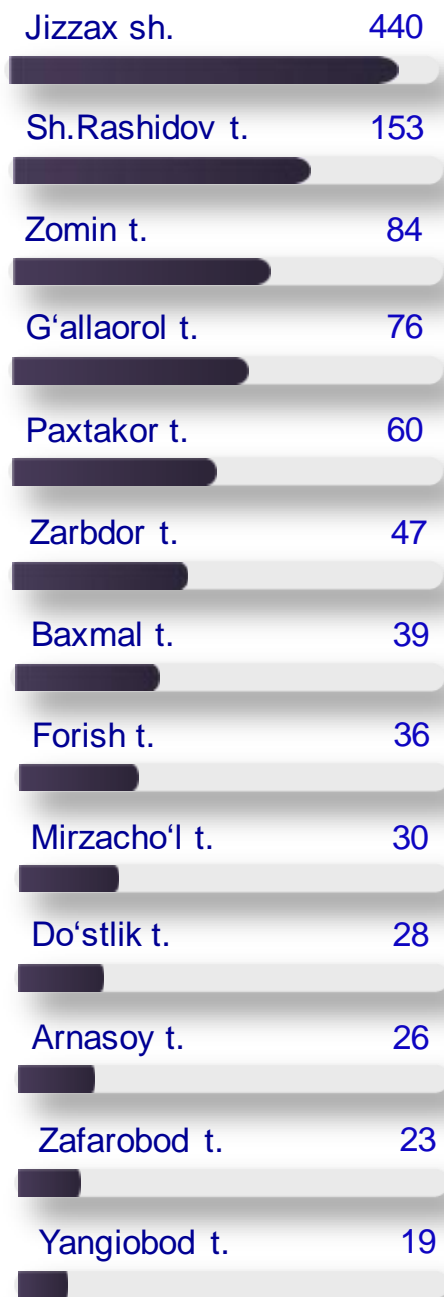 Jizzax sh. 440
Sh.Rashidov t. 153
Zomin t. 84
G‘allaorol t. 76
Paxtakor t. 60
Zarbdor t. 47
Baxmal t. 39
Forish t. 36
Mirzacho‘l t. 30
Do‘stlik t. 28
Arnasoy t. 26
Zafarobod t. 23
Yangiobod t. 19